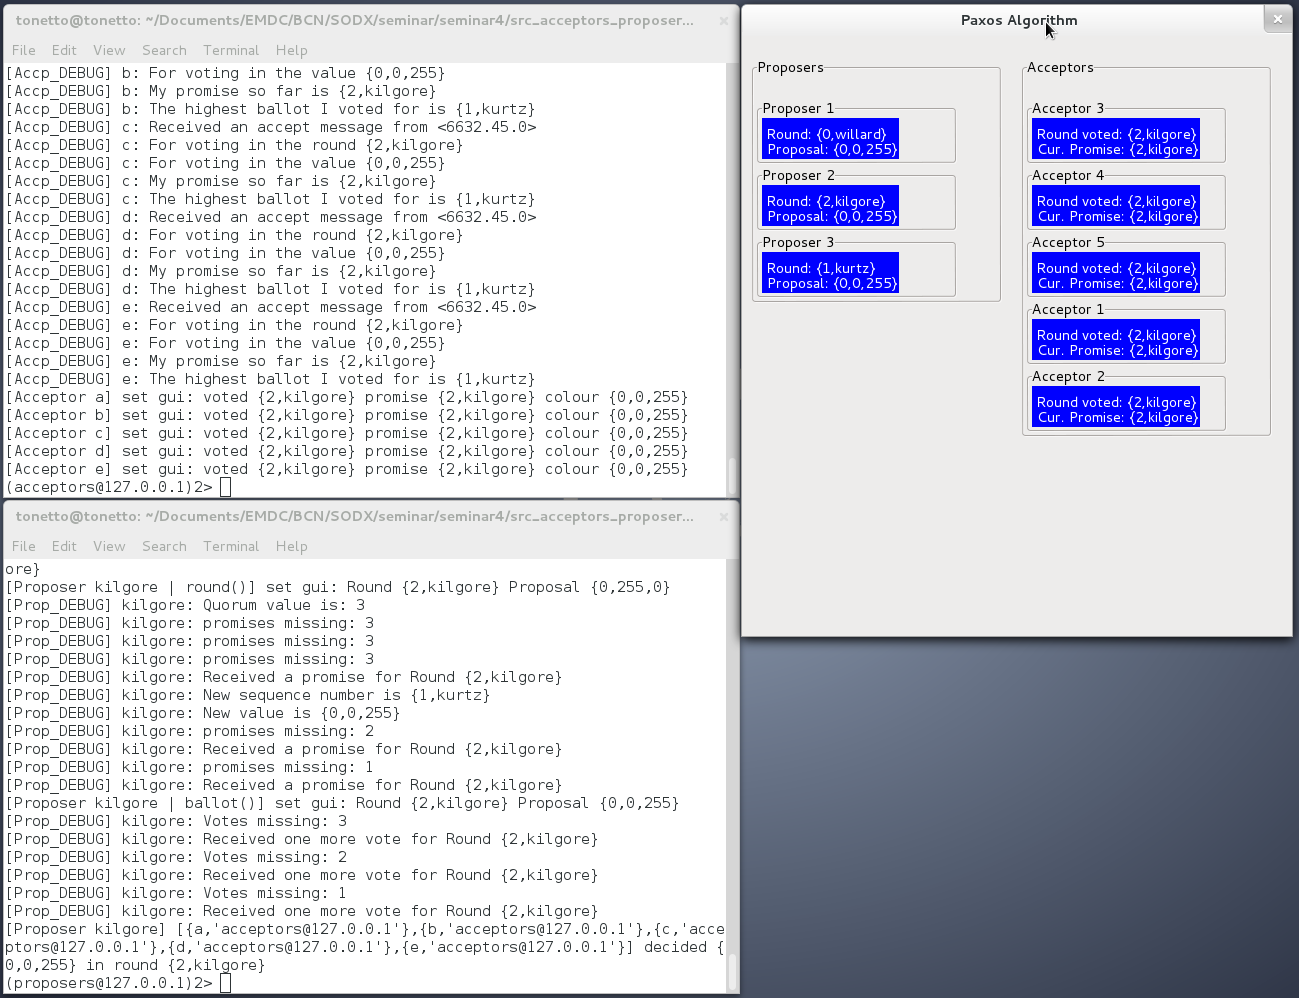 tonetto@tonetto: ~/Documents/EMDC/BCN/SODX/seminar/seminar4/src_acceptors_proposer...
File Edit View Search Terminal Help
[Accp_DEBUG] b: For voting in the value {0,0,255}
[Accp_DEBUG] b: My promise so far is {2,kilgore}
[Accp_DEBUG] b: The highest ballot I voted for is {1,kurtz}
[Accp_DEBUG] c: Received an accept message from <6632.45.0>
[Accp_DEBUG] c: For voting in the round {2,kilgore}
[Accp_DEBUG] c: For voting in the value {0,0,255}
[Accp_DEBUG] c: My promise so far is {2,kilgore}
[Accp_DEBUG] c: The highest ballot I voted for is {1,kurtz}
[Accp_DEBUG] d: Received an accept message from <6632.45.0>
[Accp_DEBUG] d: For voting in the round {2,kilgore}
[Accp_DEBUG] d: For voting in the value {0,0,255}
[Accp_DEBUG] d: My promise so far is {2,kilgore}
[Accp_DEBUG] d: The highest ballot I voted for is {1,kurtz}
[Accp_DEBUG] e: Received an accept message from <6632.45.0>
[Accp_DEBUG] e: For voting in the round {2,kilgore}
[Accp_DEBUG] e: For voting in the value {0,0,255}
[Accp_DEBUG] e: My promise so far is {2,kilgore}
[Accp_DEBUG] e: The highest ballot I voted for is {1,kurtz}
[Acceptor a] set gui: voted {2,kilgore} promise {2,kilgore} colour {0,0,255}
[Acceptor b] set gui: voted {2,kilgore} promise {2,kilgore} colour {0,0,255}
[Acceptor c] set gui: voted {2,kilgore} promise {2,kilgore} colour {0,0,255}
[Acceptor d] set gui: voted {2,kilgore} promise {2,kilgore} colour {0,0,255}
[Acceptor e] set gui: voted {2,kilgore} promise {2,kilgore} colour {0,0,255}
(acceptors@127.0.0.1)2>
tonetto@tonetto: ~/Documents/EMDC/BCN/SODX/seminar/seminar4/src_acceptors_proposer...
File Edit View Search Terminal Help
ore}
[Proposer kilgore | round()] set gui: Round {2,kilgore} Proposal {0,255,0}
[Prop_DEBUG] kilgore: Quorum value is: 3
[Prop_DEBUG] kilgore: promises missing: 3
[Prop_DEBUG] kilgore: promises missing: 3
[Prop_DEBUG] kilgore: promises missing: 3
[Prop_DEBUG] kilgore: Received a promise for Round {2,kilgore}
[Prop_DEBUG] kilgore: New sequence number is {1,kurtz}
[Prop_DEBUG] kilgore: New value is {0,0,255}
[Prop_DEBUG] kilgore: promises missing: 2
[Prop_DEBUG] kilgore: Received a promise for Round {2,kilgore}
[Prop_DEBUG] kilgore: promises missing: 1
[Prop_DEBUG] kilgore: Received a promise for Round {2,kilgore}
[Proposer kilgore | ballot()] set gui: Round {2,kilgore} Proposal {0,0,255}
[Prop_DEBUG] kilgore: Votes missing: 3
[Prop_DEBUG] kilgore: Received one more vote for Round {2,kilgore}
[Prop_DEBUG] kilgore: Votes missing: 2
[Prop_DEBUG] kilgore: Received one more vote for Round {2,kilgore}
[Prop_DEBUG] kilgore: Votes missing: 1
[Prop_DEBUG] kilgore: Received one more vote for Round {2,kilgore}
[Proposer kilgore] [{a,'acceptors@127.0.0.1'},{b,'acceptors@127.0.0.1'},{c,'acce
ptors@127.0.0.1'},{d,'acceptors@127.0.0.1'},{e,'acceptors@127.0.0.1'}] decided {
0,0,255} in round {2,kilgore}
(proposers@127.0.0.1)2>
Paxos Algorithm
Proposers
Proposer 1
Round: {0,willard}
Proposal: {0,0,255}
Proposer 2
Round: {2,kilgore}
Proposal: {0,0,255}
Proposer 3
Round: {1,kurtz}
Proposal: {0,0,255}
Acceptors
Acceptor 3
Round voted: {2,kilgore}
Cur. Promise: {2,kilgore}
Acceptor 4
Round voted: {2,kilgore}
Cur. Promise: {2,kilgore}
Acceptor 5
Round voted: {2,kilgore}
Cur. Promise: {2,kilgore}
Acceptor 1
Round voted: {2,kilgore}
Cur. Promise: {2,kilgore}
Acceptor 2
Round voted: {2,kilgore}
Cur. Promise: {2,kilgore}